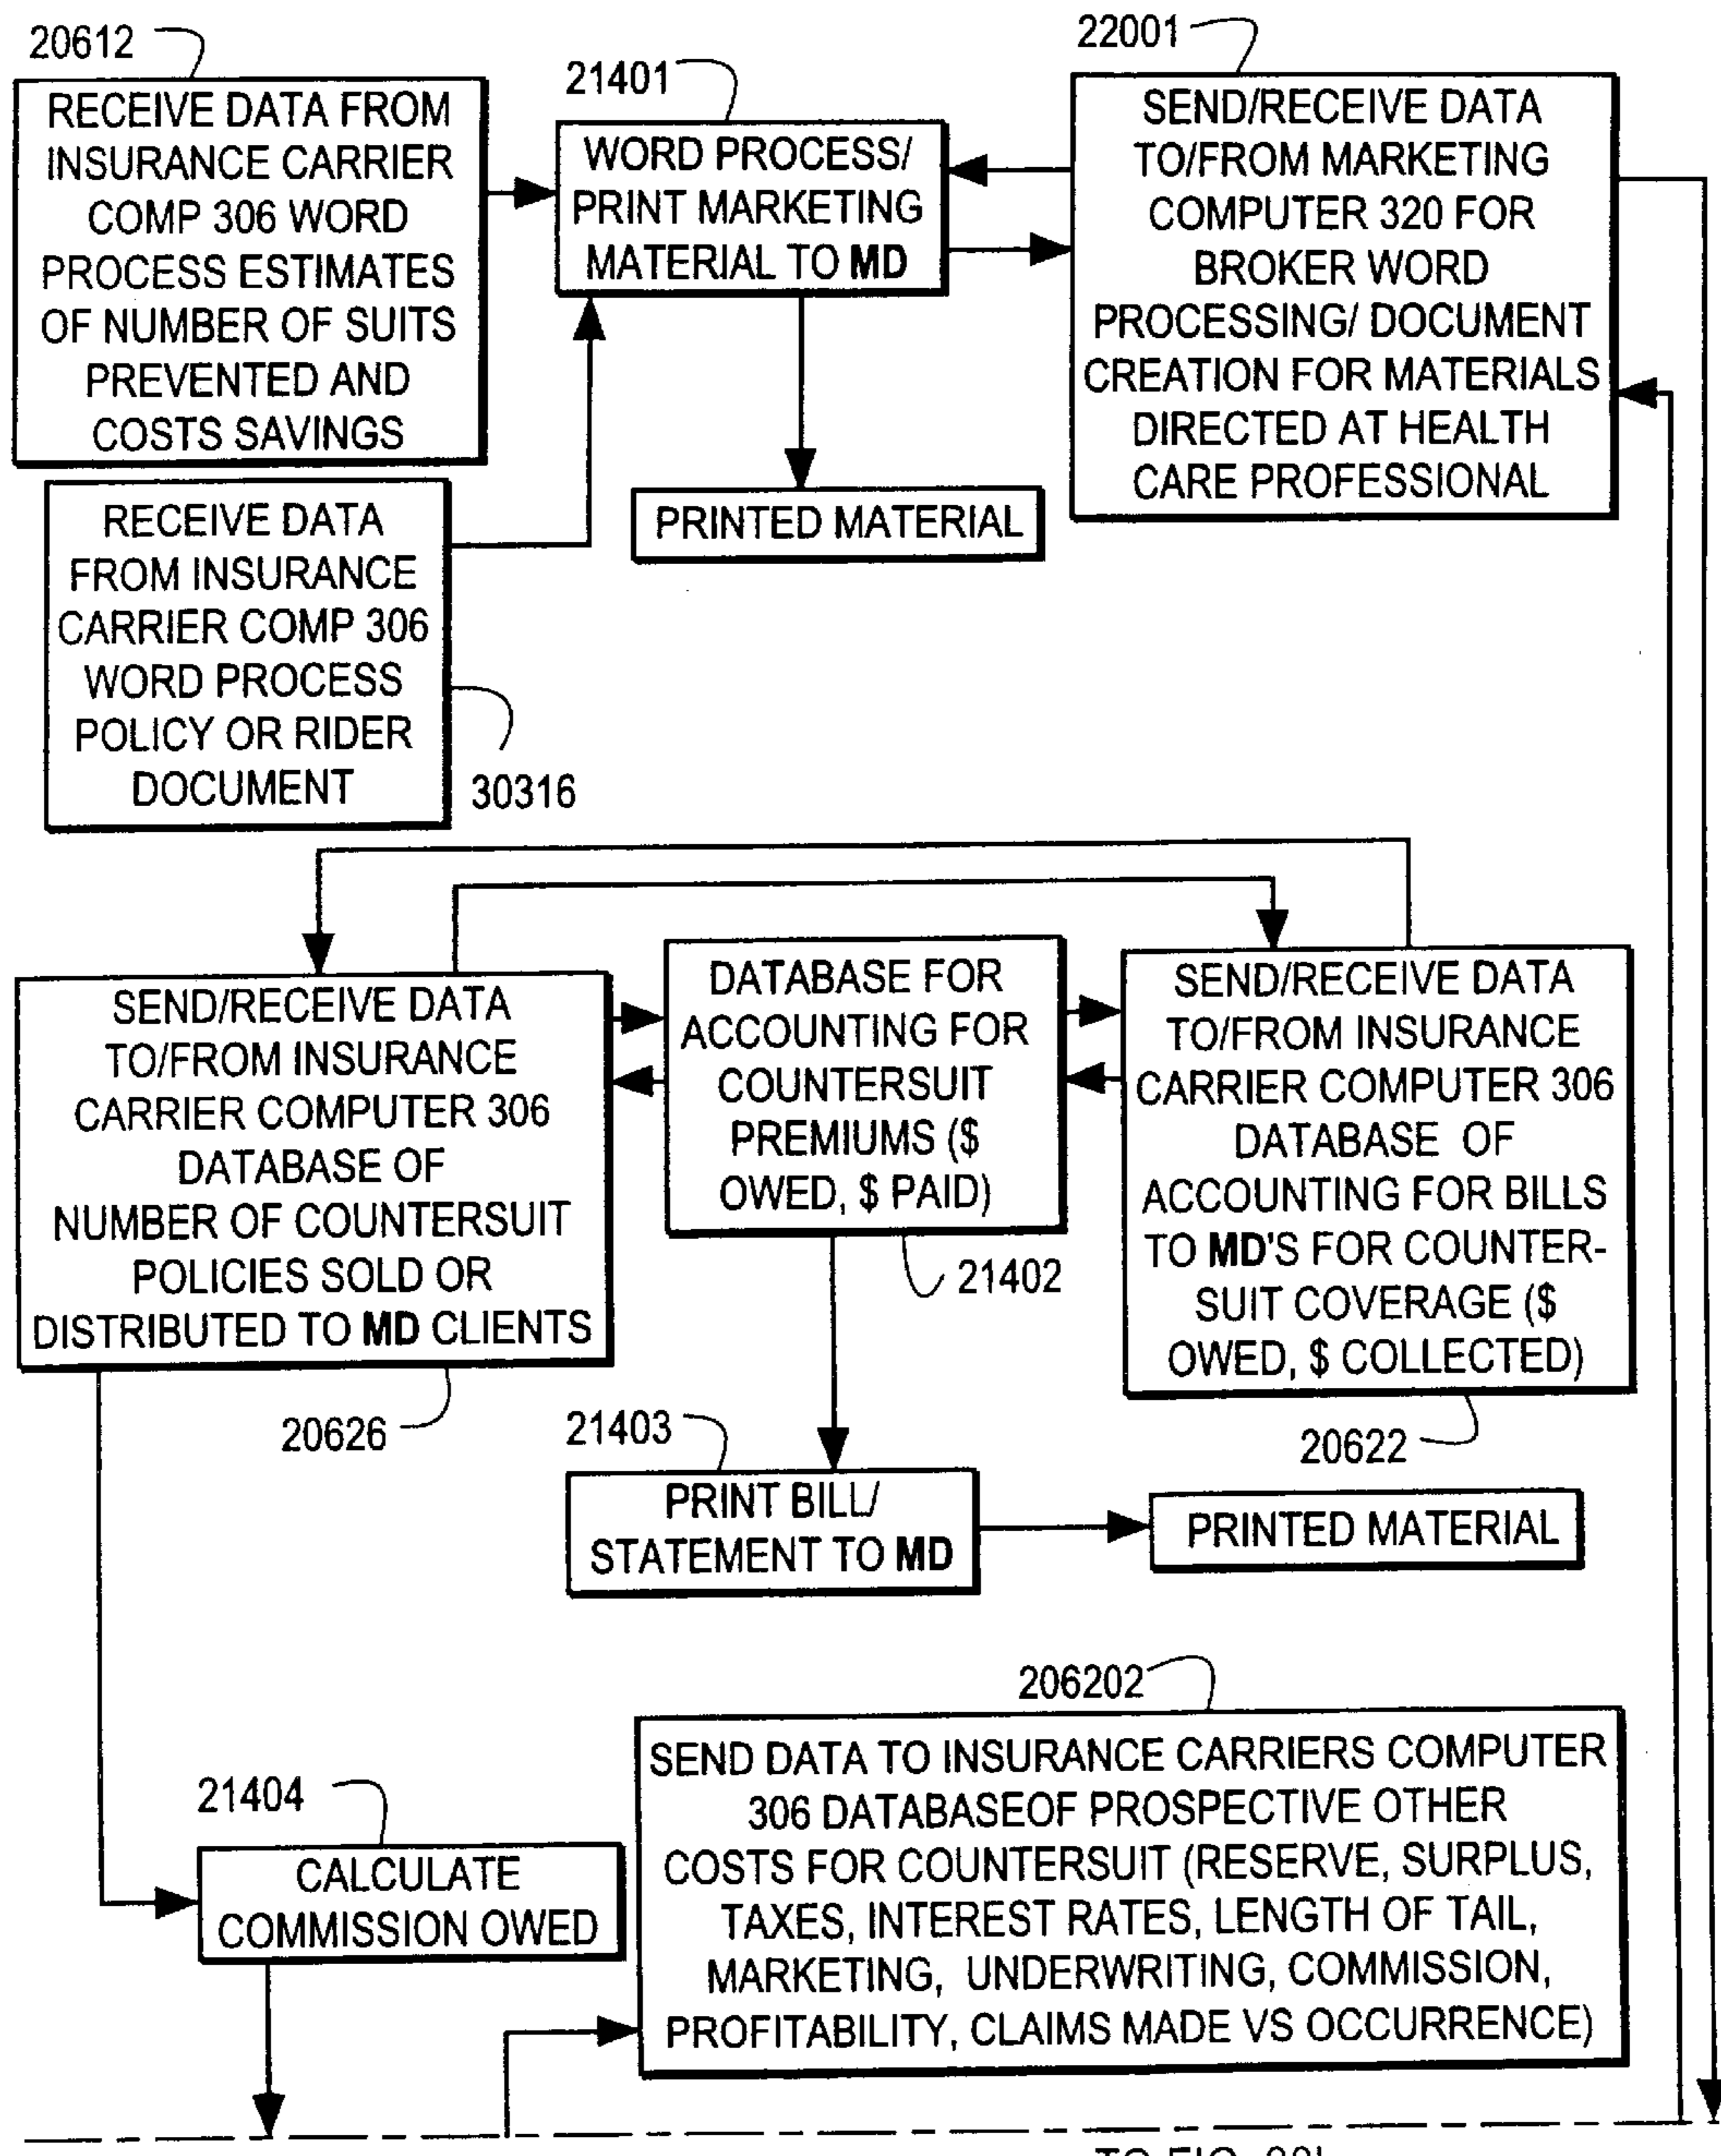 20612
RECEIVE DATA FROM
INSURANCE CARRIER
COMP 306 WORD
PROCESS ESTIMATES
OF NUMBER OF SUITS
PREVENTED AND
COSTS SAVINGS
21401
WORD PROCESS/
PRINT MARKETING
MATERIAL TO MD
22001
SEND/RECEIVE DATA
TO/FROM MARKETING
COMPUTER 320 FOR
BROKER WORD
PROCESSING/ DOCUMENT
CREATION FOR MATERIALS
DIRECTED AT HEALTH
CARE PROFESSIONAL
PRINTED MATERIAL
RECEIVE DATA
FROM INSURANCE
CARRIER COMP 306
WORD PROCESS
POLICY OR RIDER
DOCUMENT
30316
SEND/RECEIVE DATA
TO/FROM INSURANCE
CARRIER COMPUTER 306
DATABASE OF
NUMBER OF COUNTERSUIT
POLICIES SOLD OR
DISTRIBUTED TO MD CLIENTS
20626
DATABASE FOR
ACCOUNTING FOR
COUNTERSUIT
PREMIUMS ($
OWED, $ PAID)
21402
SEND/RECEIVE DATA
TO/FROM INSURANCE
CARRIER COMPUTER 306
DATABASE OF
ACCOUNTING FOR BILLS
TO MD'S FOR COUNTER-
SUIT COVERAGE ($
OWED, $ COLLECTED)
20622
21403
PRINT BILL/
STATEMENT TO MD
PRINTED MATERIAL
21404
CALCULATE
COMMISSION OWED
206202
SEND DATA TO INSURANCE CARRIERS COMPUTER
306 DATABASEOF PROSPECTIVE OTHER
COSTS FOR COUNTERSUIT (RESERVE, SURPLUS,
TAXES, INTEREST RATES, LENGTH OF TAIL,
MARKETING, UNDERWRITING, COMMISSION,
PROFITABILITY, CLAIMS MADE VS OCCURRENCE)
TO FIG.